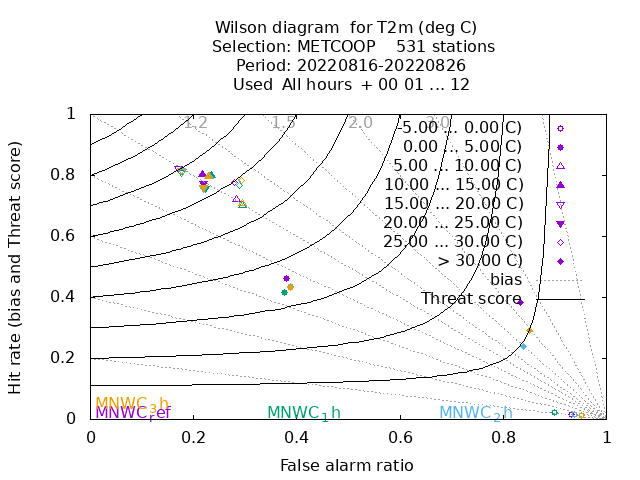 Wilson diagram  for T2m (deg C)
Selection: METCOOP    531 stations
Period: 20220816-20220826
Used  All hours  + 00 01 ... 12
Hit rate (bias and Threat score)
1
0.8
0.6
0.4
0.2
0
1.2
1.5
2.0
3.0
-5.00 ... 0.00 C)
0.00 ... 5.00 C)
5.00 ... 10.00 C)
10.00 ... 15.00 C)
15.00 ... 20.00 C)
20.00 ... 25.00 C)
25.00 ... 30.00 C)
> 30.00 C)
bias
Threat score
MNWC3h
MNWCref
MNWC1h
MNWC2h
0 0.2 0.4 0.6 0.8 1
False alarm ratio